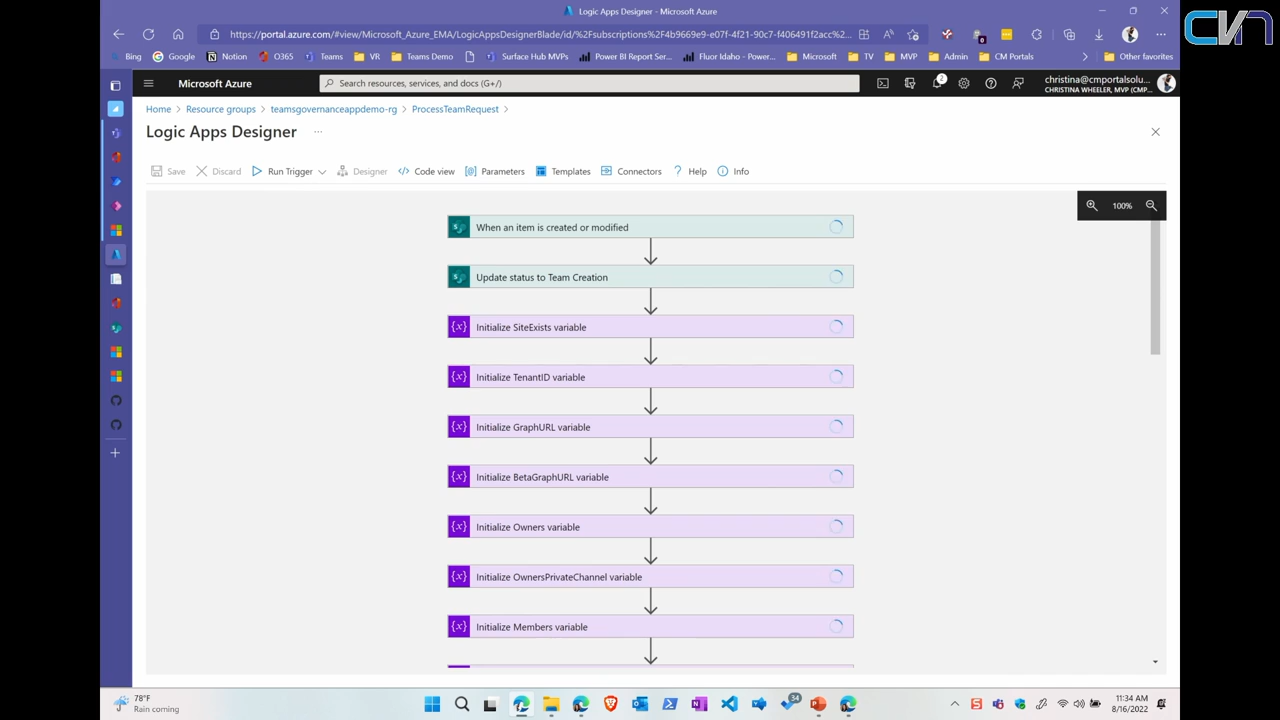 Logic Apps Designer - Microsoft Azure
https://portal.azure.com/#view/Microsoft_Azure_EMA/LogicAppsDesignerBlade/id/%2Fsubscriptions%2F4b9669e9-e07f-4f21-90c7-f406491f2acc%...
Bing Google Notion O365 Teams VR Teams Demo Surface Hub MVPs Power BI Report Ser... Fluor Idaho - Power... Microsoft TV MVP Admin CM Portals Other favorites
CVN
Microsoft Azure
Search resources, services, and docs (G+/)
2
christina@cmportalsolu...
CHRISTINA WHEELER, MVP (CMP...
Home > Resource groups > teamsgovernanceappdemo-rg > ProcessTeamRequest >
Logic Apps Designer ...
Save Discard Run Trigger Designer Code view Parameters Templates Connectors Help Info
100%
When an item is created or modified
Update status to Team Creation
{x} Initialize SiteExists variable
{x} Initialize TenantID variable
{x} Initialize GraphURL variable
{x} Initialize BetaGraphURL variable
{x} Initialize Owners variable
{x} Initialize OwnersPrivateChannel variable
{x} Initialize Members variable
78°F
Rain coming
34
11:34 AM
8/16/2022